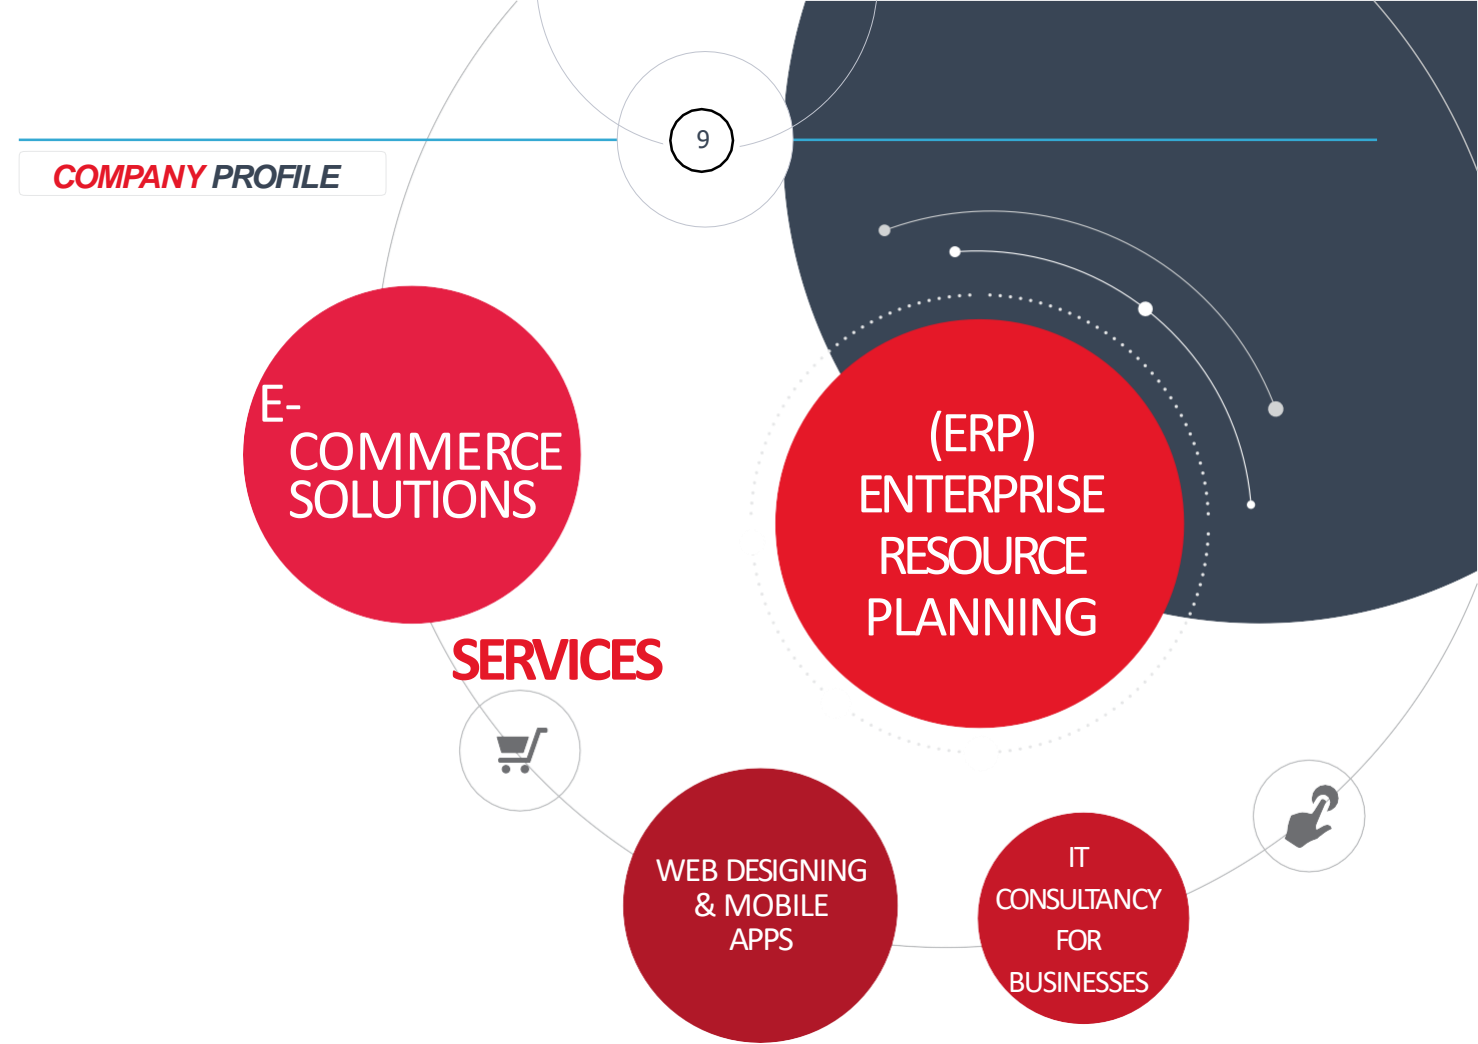 9
COMPANY PROFILE
E-
COMMERCE
SOLUTIONS
(ERP)
ENTERPRISE
RESOURCE
PLANNING
SERVICES
WEB DESIGNING
& MOBILE
APPS
IT
CONSULTANCY
FOR
BUSINESSES